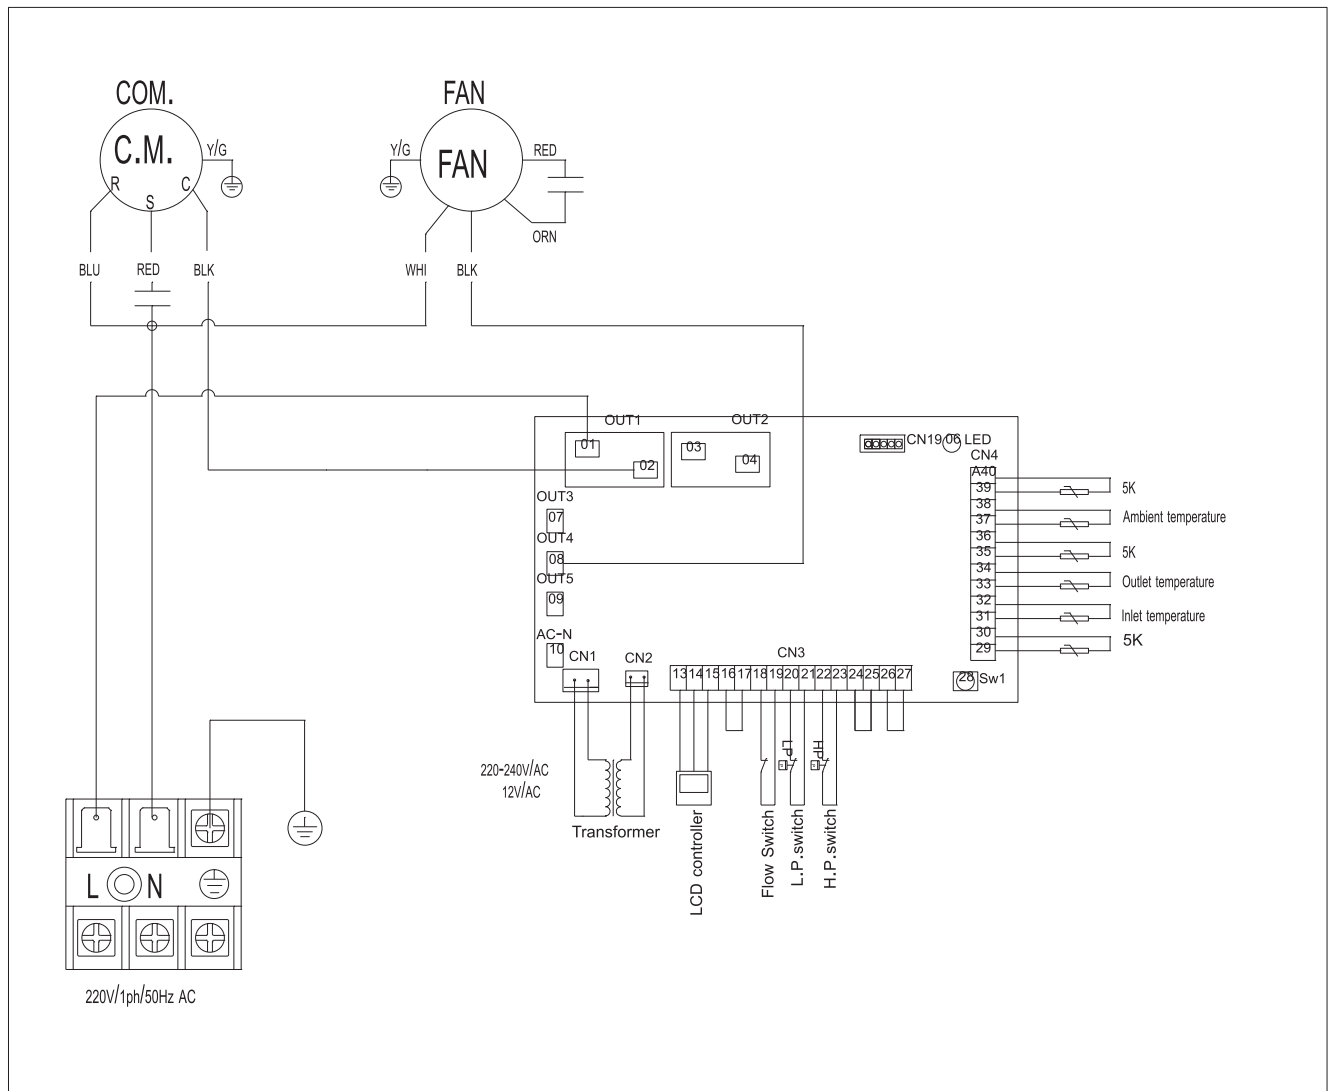 COM.
FAN
C.M.
Y/G
R
S
C
Y/G
FAN
RED
ORN
BLU
RED
BLK
WHI
BLK
OUT1
OUT2
01
02
03
04
CN19
06
LED
CN4
A40
39
38
37
36
35
34
33
32
31
30
29
5K
Ambient temperature
5K
Outlet temperature
Inlet temperature
5K
OUT3
07
OUT4
08
OUT5
09
AC-N
10
CN1
CN2
CN3
13 14 15 16 17 18 19 20 21 22 23 24 25 26 27
28
Sw1
LP
HP
220-240V/AC
12V/AC
Transformer
LCD controller
Flow Switch
L.P.switch
H.P.switch
L
N
220V/1ph/50Hz AC